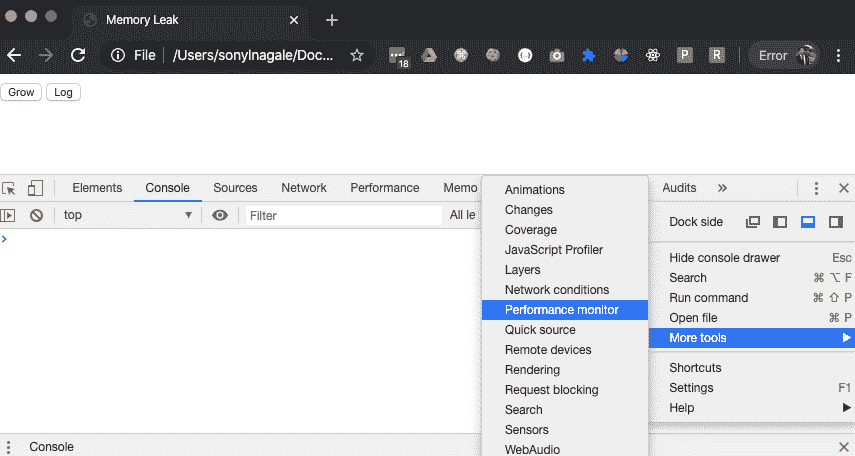 Memory Leak
File /Users/sonylnagale/Doc... 18 P R Error
Grow Log
Elements Console Sources Network Performance Memo Audits »
top Filter All le
Animations
Changes
Coverage
JavaScript Profiler
Layers
Network conditions
Performance monitor
Quick source
Remote devices
Rendering
Request blocking
Search
Sensors
WebAudio
Dock side
Hide console drawer Esc
Search ⌘ ⌥ F
Run command ⌘ ⇧ P
Open file ⌘ P
More tools
Shortcuts
Settings F1
Help
Console